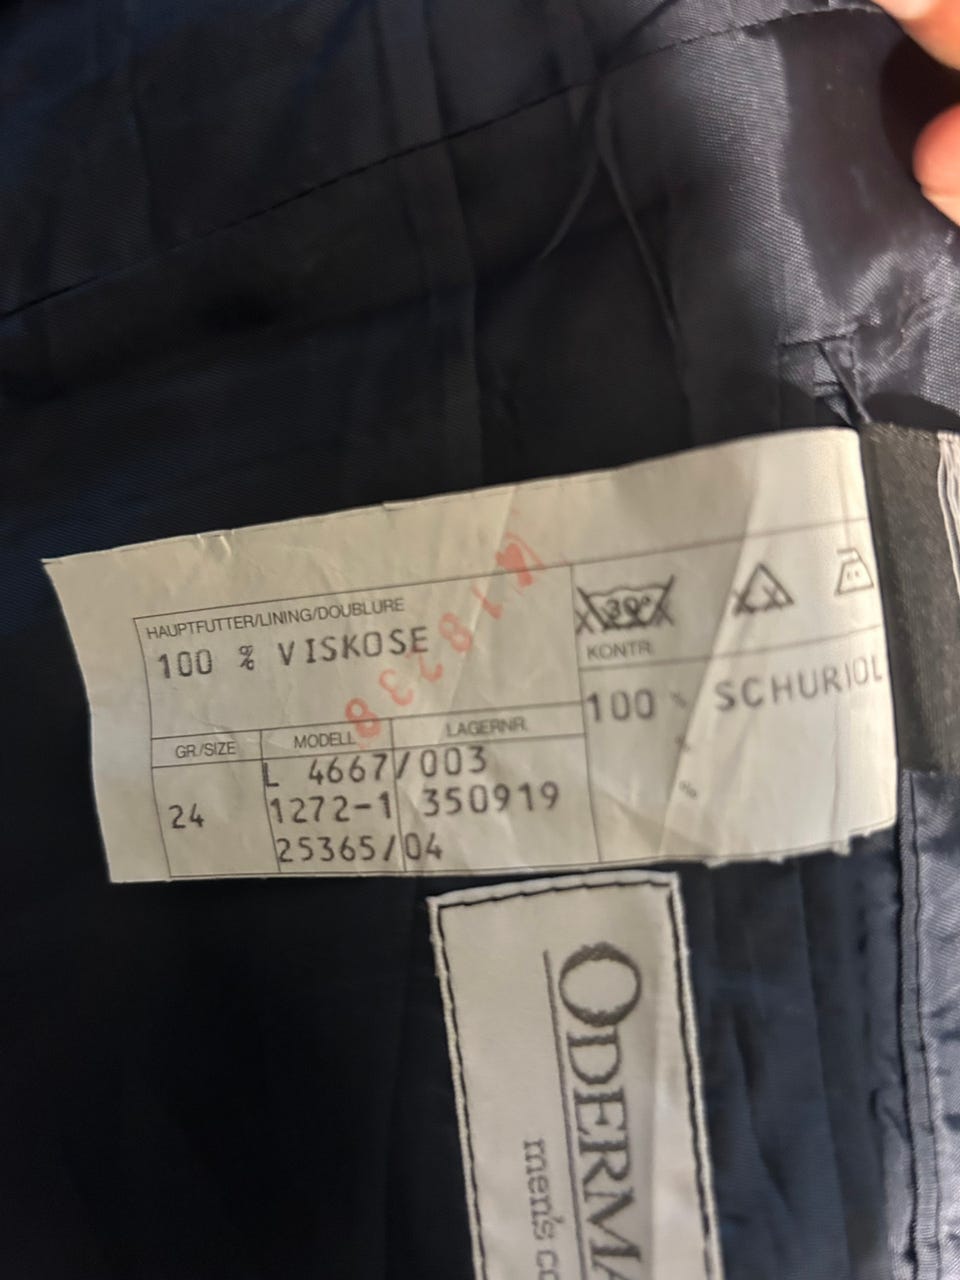 HAUPTFUTTER/LINING/DOUBLURE
100 % VISKOSE
GR./SIZE
MODELL
LAGERNR.
24
L 4667/003
1272-1 350919
25365/04
KONTR.
100 % SCHURIOL
18238
ODERMA
men's co